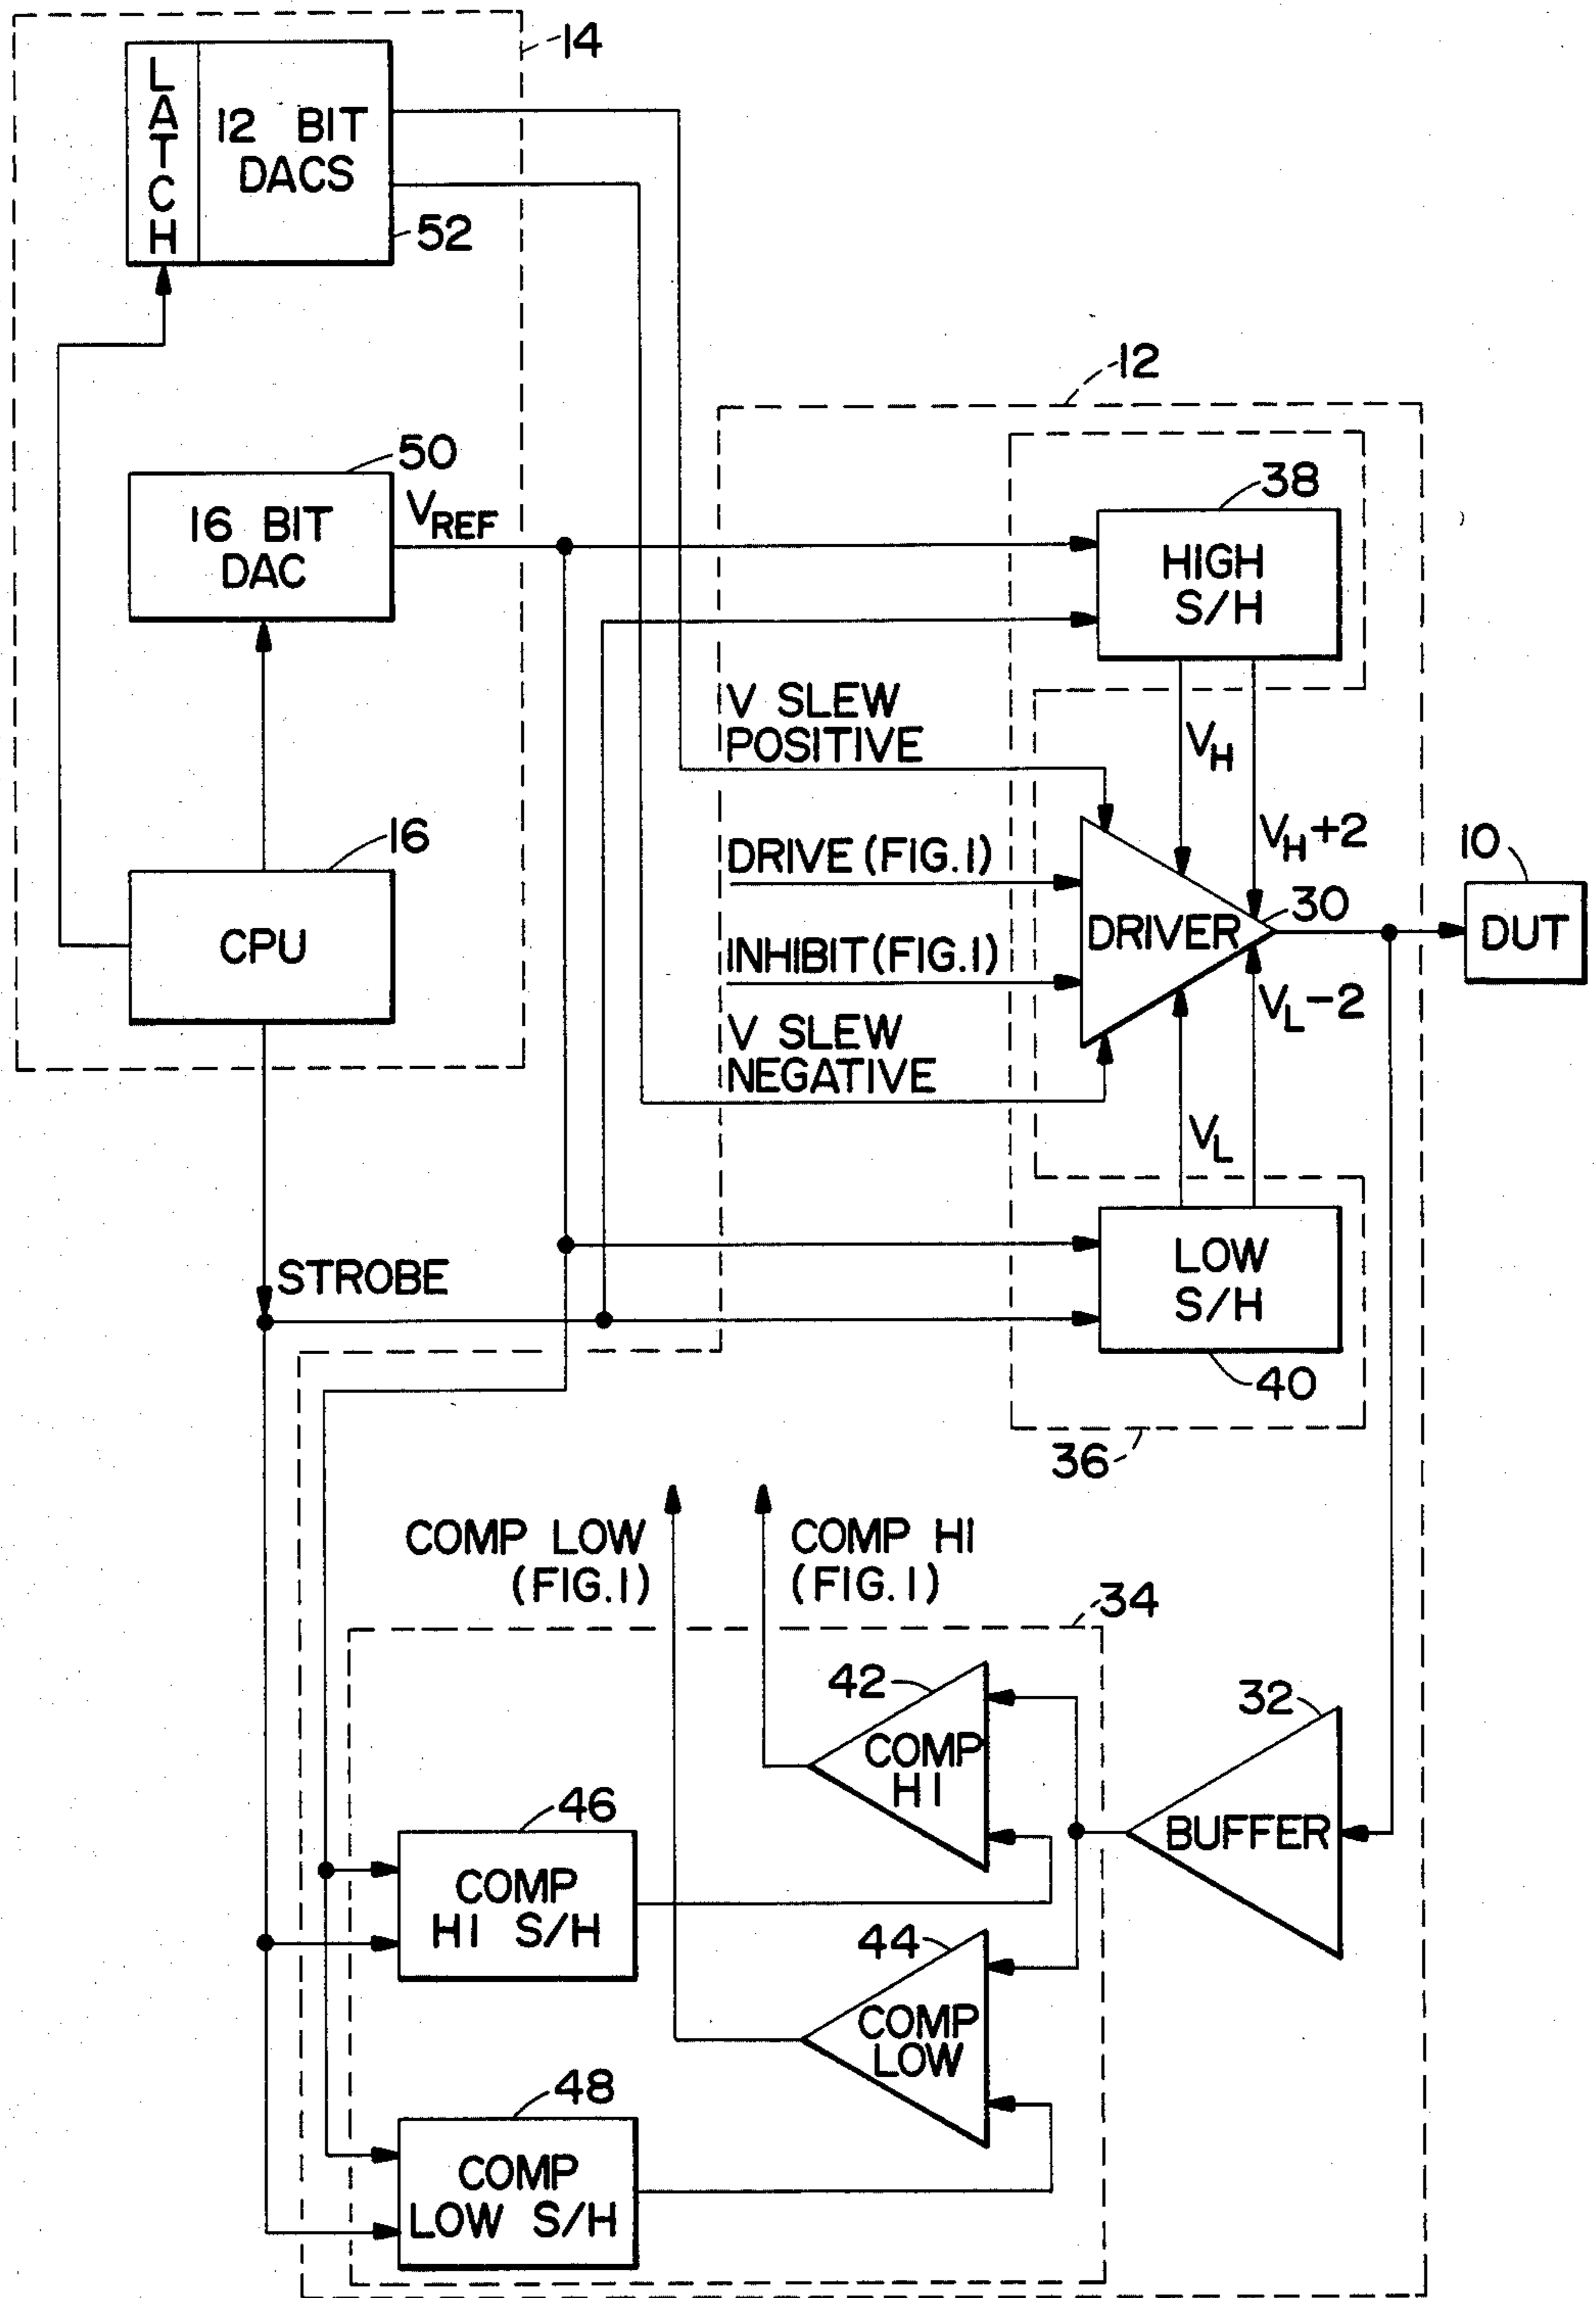 14
LATCH
12 BIT
DACS
52
12
50
16 BIT
DAC
VREF
38
HIGH
S/H
V SLEW
POSITIVE
VH
VH+2
16
CPU
DRIVE (FIG.1)
10
30
DRIVER
DUT
INHIBIT (FIG.1)
VL-2
V SLEW
NEGATIVE
VL
STROBE
LOW
S/H
40
36
COMP LOW
(FIG.1)
COMP HI
(FIG.1)
34
42
COMP
HI
32
BUFFER
46
COMP
HI S/H
44
COMP
LOW
48
COMP
LOW S/H